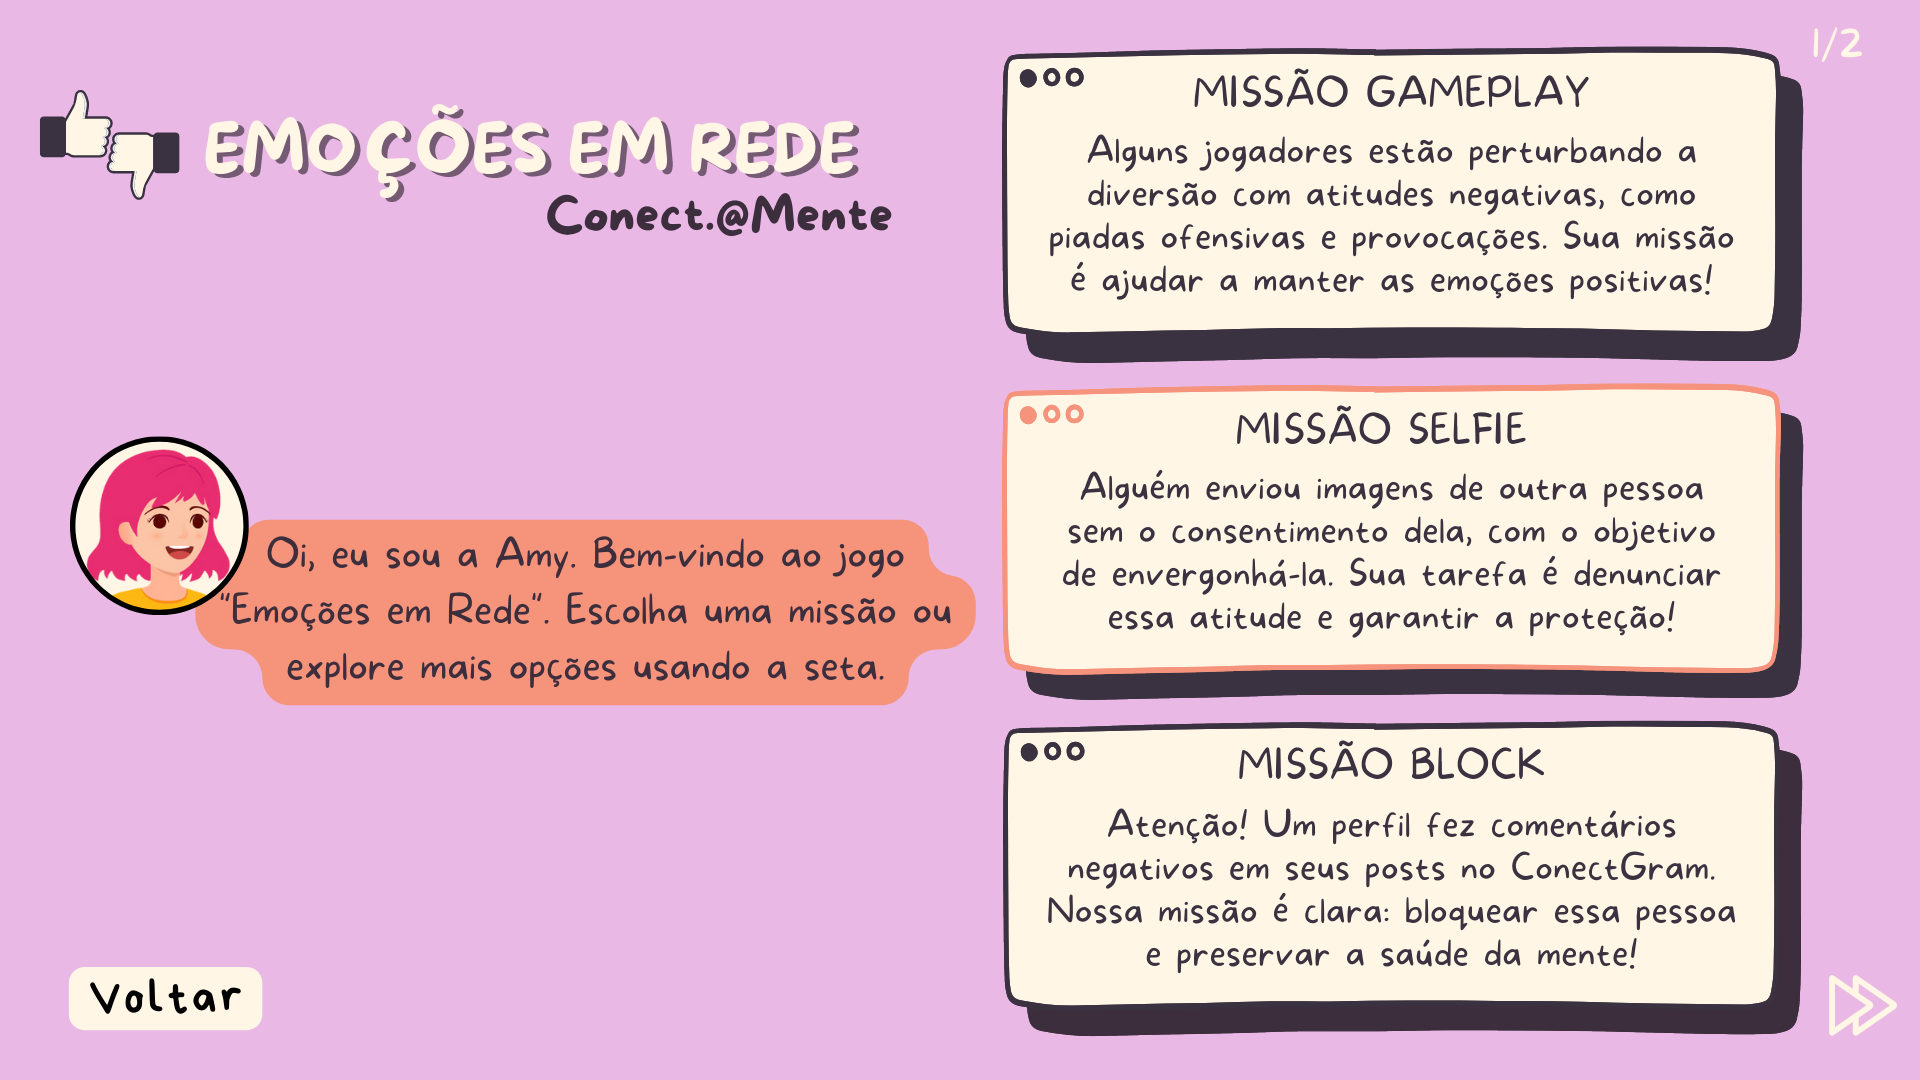 EMOÇÕES EM REDE
Conect.@Mente
Oi, eu sou a Amy. Bem-vindo ao jogo
"Emoções em Rede". Escolha uma missão ou
explore mais opções usando a seta.
Voltar
1/2
MISSÃO GAMEPLAY
Alguns jogadores estão perturbando a
diversão com atitudes negativas, como
piadas ofensivas e provocações. Sua missão
é ajudar a manter as emoções positivas!
MISSÃO SELFIE
Alguém enviou imagens de outra pessoa
sem o consentimento dela, com o objetivo
de envergonhá-la. Sua tarefa é denunciar
essa atitude e garantir a proteção!
MISSÃO BLOCK
Atenção! Um perfil fez comentários
negativos em seus posts no ConectGram.
Nossa missão é clara: bloquear essa pessoa
e preservar a saúde da mente!